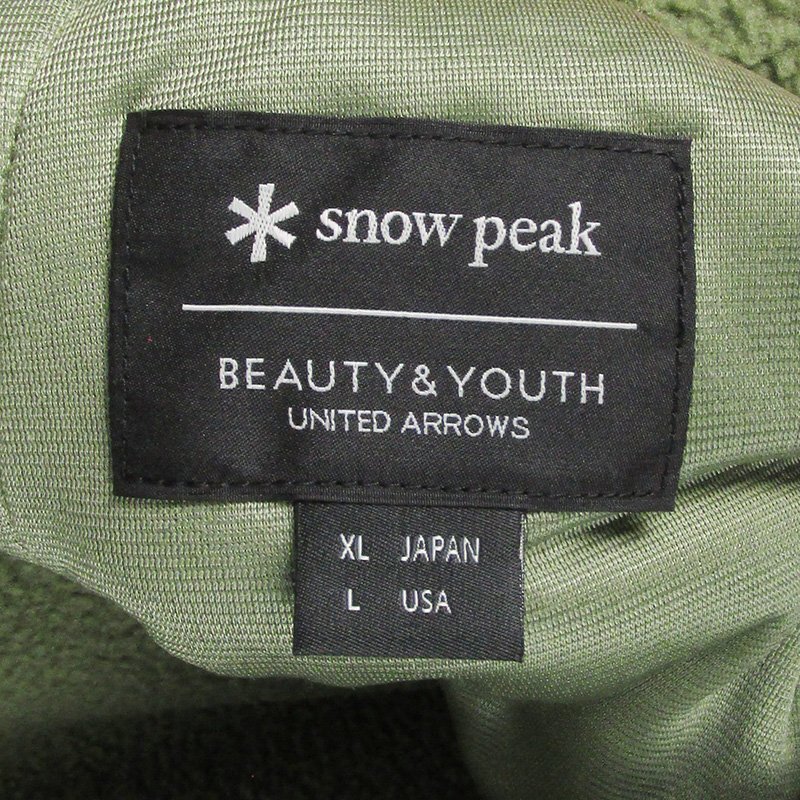 snow peak
BEAUTY & YOUTH
UNITED ARROWS
XL JAPAN
L USA